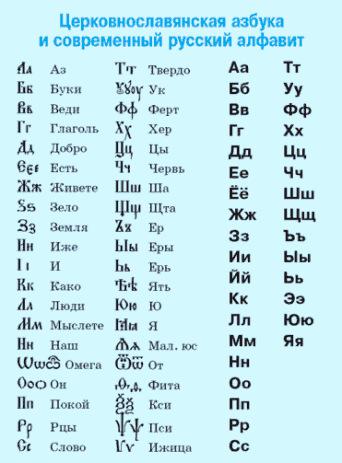 Церковнославянская азбука
и современный русский алфавит
Аа Аз
Бб Буки
Вв Веди
Гг Глаголь
Дд Добро
Єєе Есть
Жж Живете
Ѕѕ Зело
Зз Земля
Ии Иже
Іі И
Кк Како
Лл Люди
Мм Мыслете
Нн Наш
Ѡѡѽ Омега
Ооо Он
Пп Покой
Рр Рцы
Сс Слово
Тт Твердо
Ѹꙋѹ Ук
Фф Ферт
Хх Хер
Цц Цы
Чч Червь
Шш Ша
Щщ Щта
Ъъ Ер
Ыы Еры
Ьь Ерь
Ѣѣ Ять
Юю Ю
Ꙗꙗ Я
Ѧѧ Мал. юс
Ѿѿ От
Ѳѳ Фита
Ѯѯ Кси
Ѱѱ Пси
Ѵѵ Ижица
Аа
Бб
Вв
Гг
Дд
Ее
Ёё
Жж
Зз
Ии
Йй
Кк
Лл
Мм
Нн
Оо
Пп
Рр
Сс
Тт
Уу
Фф
Хх
Цц
Чч
Шш
Щщ
Ъъ
Ыы
Ьь
Ээ
Юю
Яя